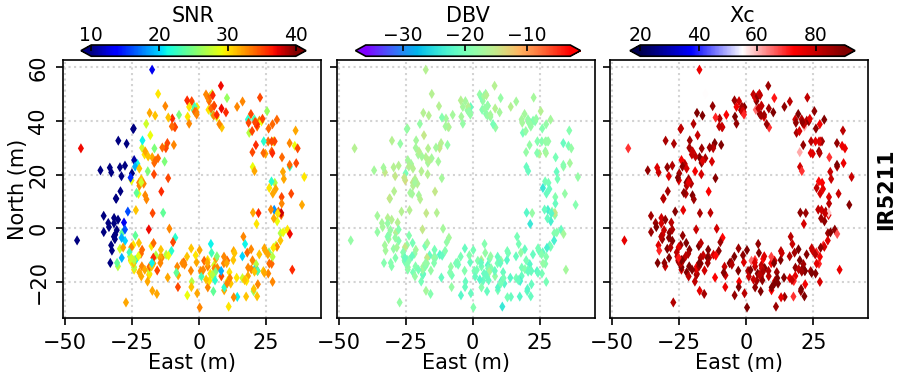 SNR DBV Xc
10 20 30 40 −30 −20 −10 20 40 60 80
60
40
20
0
−20
North (m)
IR5211
−50 −25 0 25 −50 −25 0 25 −50 −25 0 25
East (m) East (m) East (m)